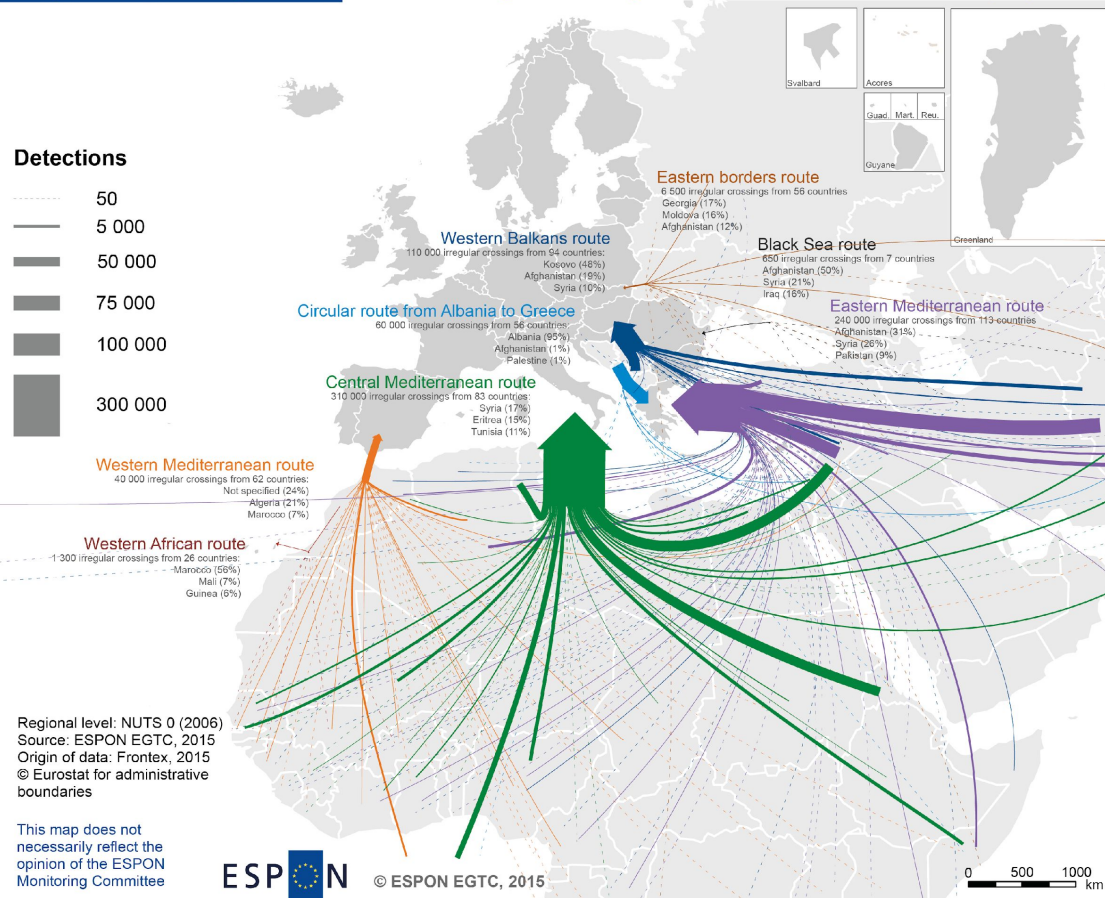 Svalbard
Acores
Guad.
Mart.
Reu.
Guyane
Greenland
Detections
50
5 000
50 000
75 000
100 000
300 000
Eastern borders route
6 500 irregular crossings from 56 countries
Georgia (17%)
Moldova (16%)
Afghanistan (12%)
Western Balkans route
110 000 irregular crossings from 94 countries:
Kosovo (48%)
Afghanistan (19%)
Syria (10%)
Black Sea route
650 irregular crossings from 7 countries
Afghanistan (50%)
Syria (21%)
Iraq (16%)
Circular route from Albania to Greece
60 000 irregular crossings from 56 countries:
Albania (95%)
Afghanistan (1%)
Palestine (1%)
Eastern Mediterranean route
240 000 irregular crossings from 113 countries
Afghanistan (31%)
Syria (26%)
Pakistan (9%)
Central Mediterranean route
310 000 irregular crossings from 83 countries:
Syria (17%)
Eritrea (15%)
Tunisia (11%)
Western Mediterranean route
40 000 irregular crossings from 62 countries:
Not specified (24%)
Algeria (21%)
Marocco (7%)
Western African route
1 300 irregular crossings from 26 countries:
Marocco (56%)
Mali (7%)
Guinea (6%)
Regional level: NUTS 0 (2006)
Source: ESPON EGTC, 2015
Origin of data: Frontex, 2015
© Eurostat for administrative
boundaries
This map does not
necessarily reflect the
opinion of the ESPON
Monitoring Committee
ESPON
© ESPON EGTC, 2015
0 500 1000
km